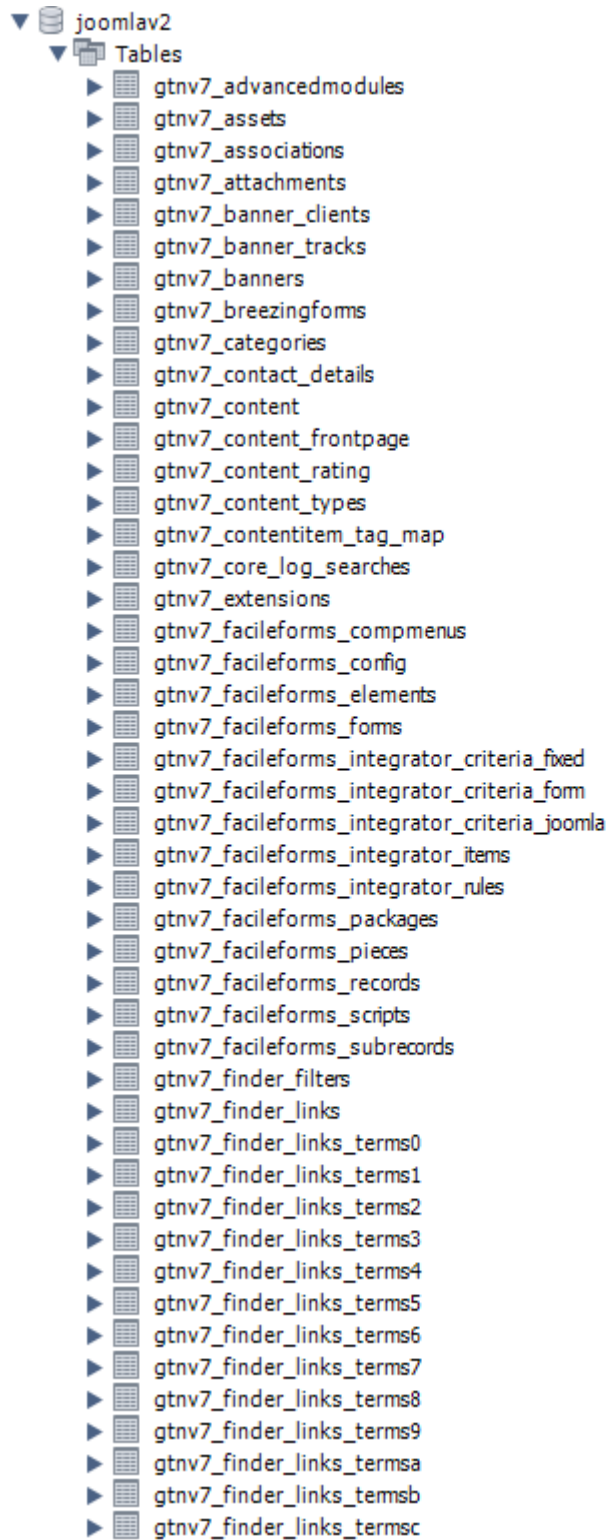 joomlav2
Tables
gtnv7_advancedmodules
gtnv7_assets
gtnv7_associations
gtnv7_attachments
gtnv7_banner_clients
gtnv7_banner_tracks
gtnv7_banners
gtnv7_breezingforms
gtnv7_categories
gtnv7_contact_details
gtnv7_content
gtnv7_content_frontpage
gtnv7_content_rating
gtnv7_content_types
gtnv7_contentitem_tag_map
gtnv7_core_log_searches
gtnv7_extensions
gtnv7_facileforms_compmenus
gtnv7_facileforms_config
gtnv7_facileforms_elements
gtnv7_facileforms_forms
gtnv7_facileforms_integrator_criteria_fixed
gtnv7_facileforms_integrator_criteria_form
gtnv7_facileforms_integrator_criteria_joomla
gtnv7_facileforms_integrator_items
gtnv7_facileforms_integrator_rules
gtnv7_facileforms_packages
gtnv7_facileforms_pieces
gtnv7_facileforms_records
gtnv7_facileforms_scripts
gtnv7_facileforms_subrecords
gtnv7_finder_filters
gtnv7_finder_links
gtnv7_finder_links_terms0
gtnv7_finder_links_terms1
gtnv7_finder_links_terms2
gtnv7_finder_links_terms3
gtnv7_finder_links_terms4
gtnv7_finder_links_terms5
gtnv7_finder_links_terms6
gtnv7_finder_links_terms7
gtnv7_finder_links_terms8
gtnv7_finder_links_terms9
gtnv7_finder_links_termsa
gtnv7_finder_links_termsb
gtnv7_finder_links_termsc